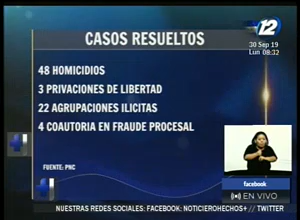 CASOS RESUELTOS
12
30 Sep 19
Lun 08:32
48 HOMICIDIOS
3 PRIVACIONES DE LIBERTAD
22 AGRUPACIONES ILICITAS
4 COAUTORIA EN FRAUDE PROCESAL
FUENTE: PNC
facebook
EN VIVO
NUESTRAS REDES SOCIALES: FACEBOOK: NOTICIEROHECHOS+ // TWITTER